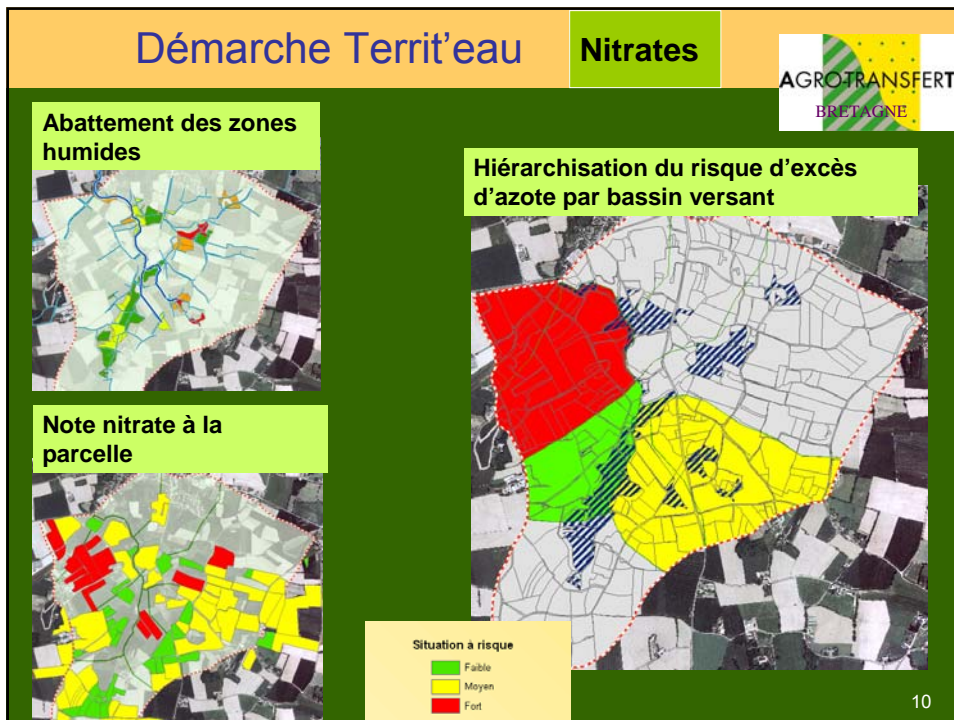 Démarche Territ'eau
Nitrates
AGRO-TRANSFERT
BRETAGNE
Abattement des zones
humides
Hiérarchisation du risque d'excès
d'azote par bassin versant
Note nitrate à la
parcelle
Situation à risque
Faible
Moyen
Fort
10